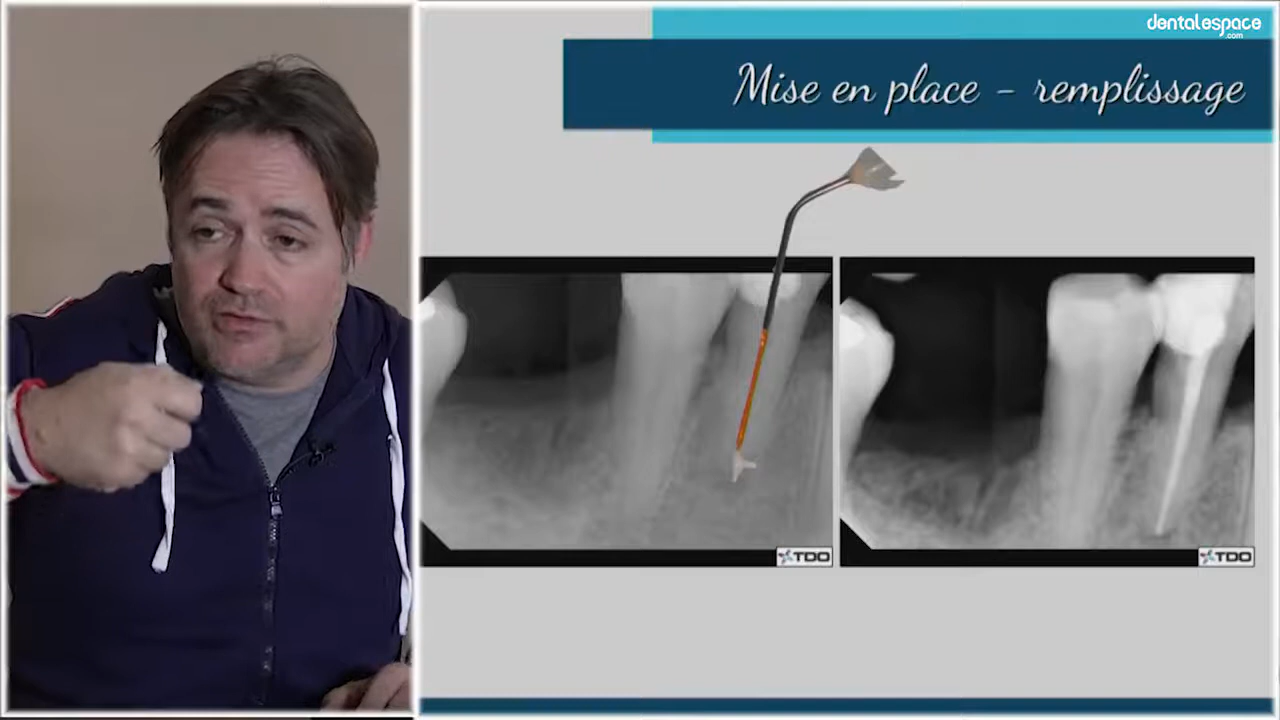 dentalespace
.com
Mise en place - remplissage
TDO
TDO